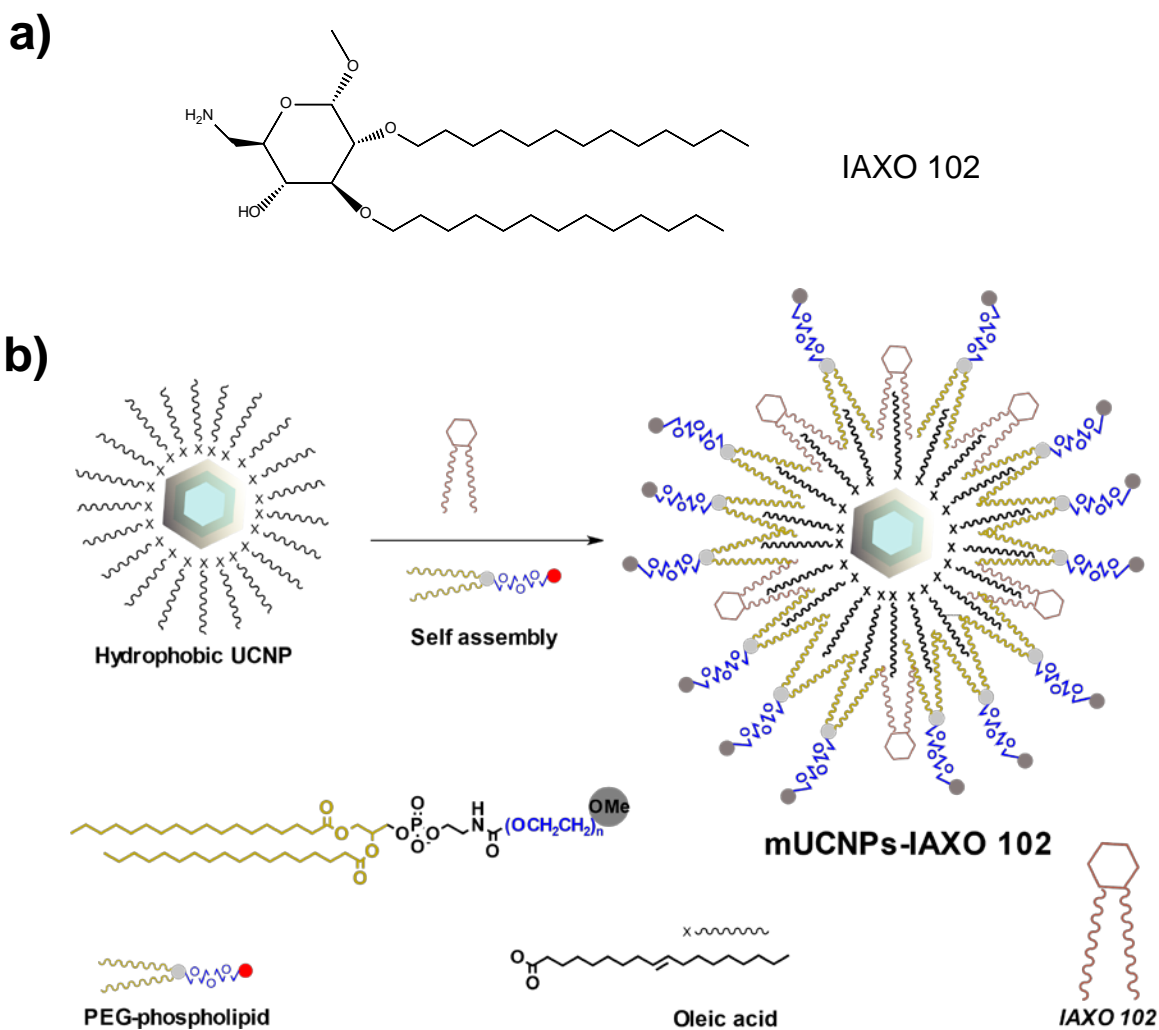 a)
O
O
H₂N
O
HO
O
IAXO 102
b)
Hydrophobic UCNP
Self assembly
mUCNPs-IAXO 102
O
O
O
O
O
P
O
O
O-
H
N
C
O
(OCH₂CH₂)n
OMe
PEG-phospholipid
X
O
O
Oleic acid
IAXO 102